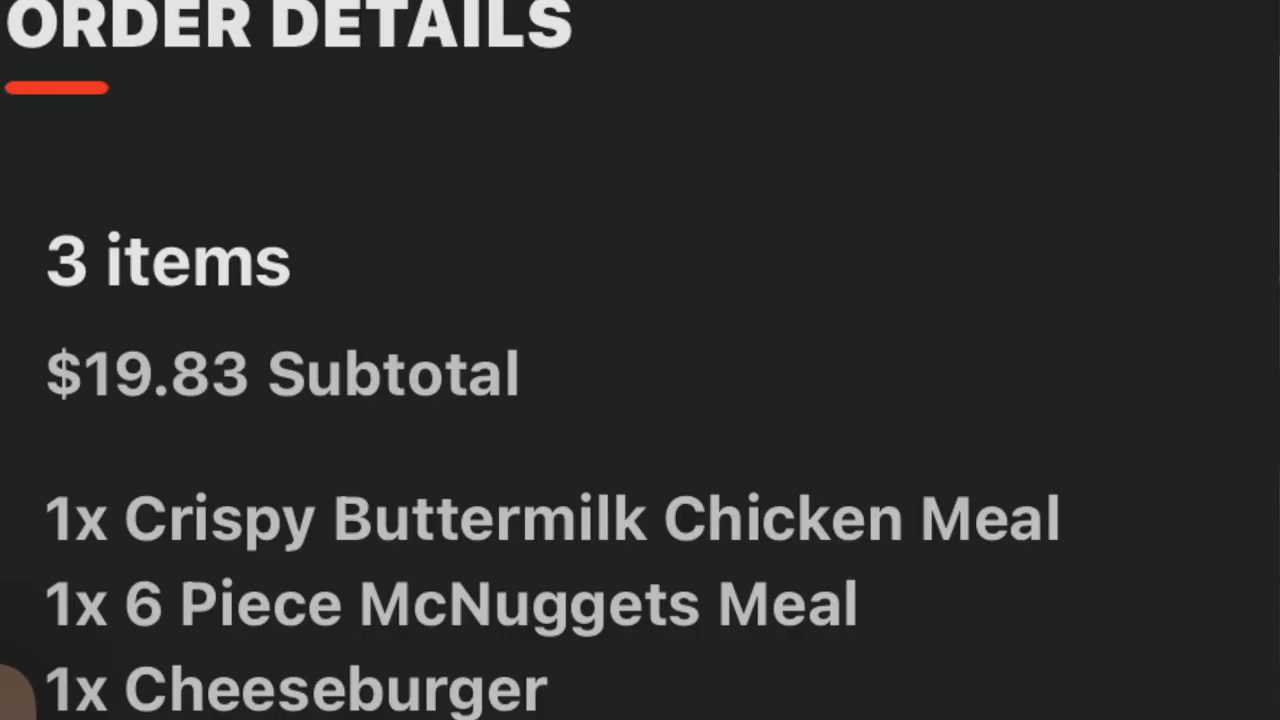 ORDER DETAILS
3 items
$19.83 Subtotal
1x Crispy Buttermilk Chicken Meal
1x 6 Piece McNuggets Meal
1x Cheeseburger